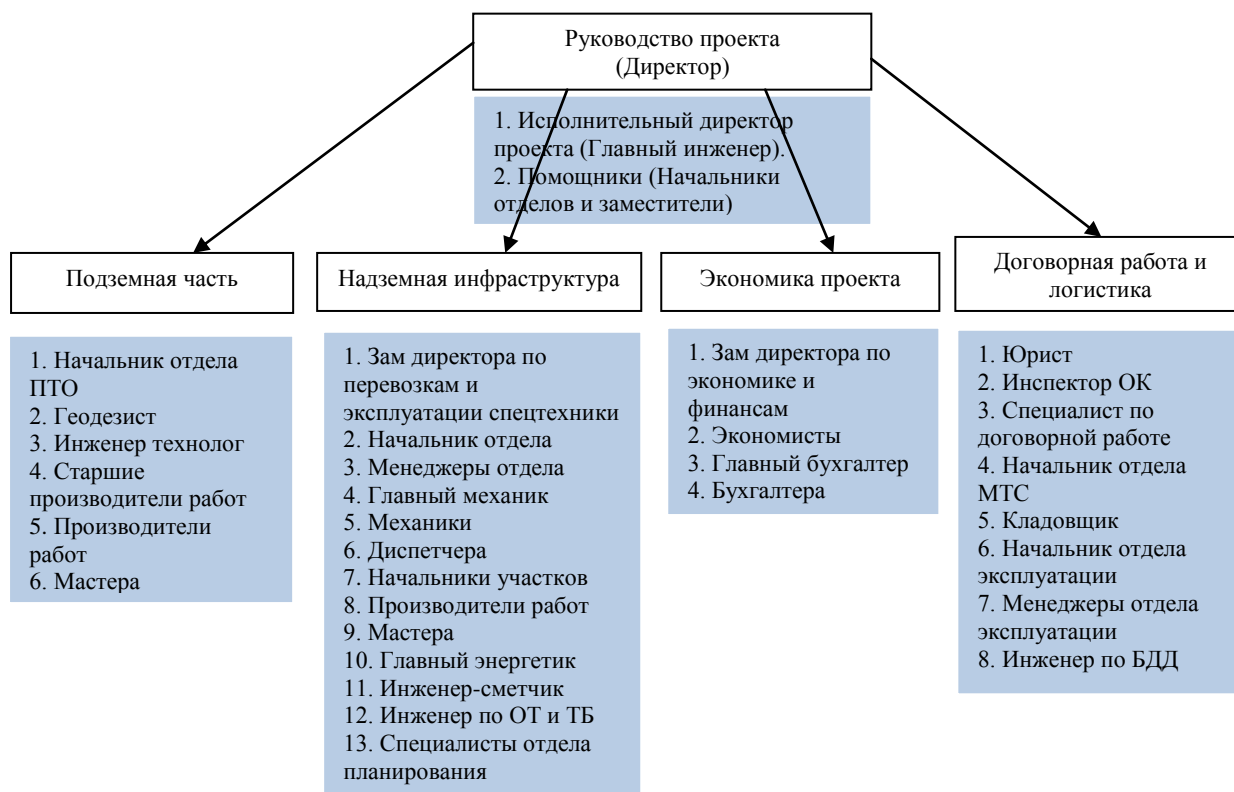 Руководство проекта
(Директор)
1. Исполнительный директор
проекта (Главный инженер).
2. Помощники (Начальники
отделов и заместители)
Подземная часть
1. Начальник отдела
ПТО
2. Геодезист
3. Инженер технолог
4. Старшие
производители работ
5. Производители
работ
6. Мастера
Надземная инфраструктура
1. Зам директора по
перевозкам и
эксплуатации спецтехники
2. Начальник отдела
3. Менеджеры отдела
4. Главный механик
5. Механики
6. Диспетчера
7. Начальники участков
8. Производители работ
9. Мастера
10. Главный энергетик
11. Инженер-сметчик
12. Инженер по ОТ и ТБ
13. Специалисты отдела
планирования
Экономика проекта
1. Зам директора по
экономике и
финансам
2. Экономисты
3. Главный бухгалтер
4. Бухгалтера
Договорная работа и
логистика
1. Юрист
2. Инспектор ОК
3. Специалист по
договорной работе
4. Начальник отдела
МТС
5. Кладовщик
6. Начальник отдела
эксплуатации
7. Менеджеры отдела
эксплуатации
8. Инженер по БДД